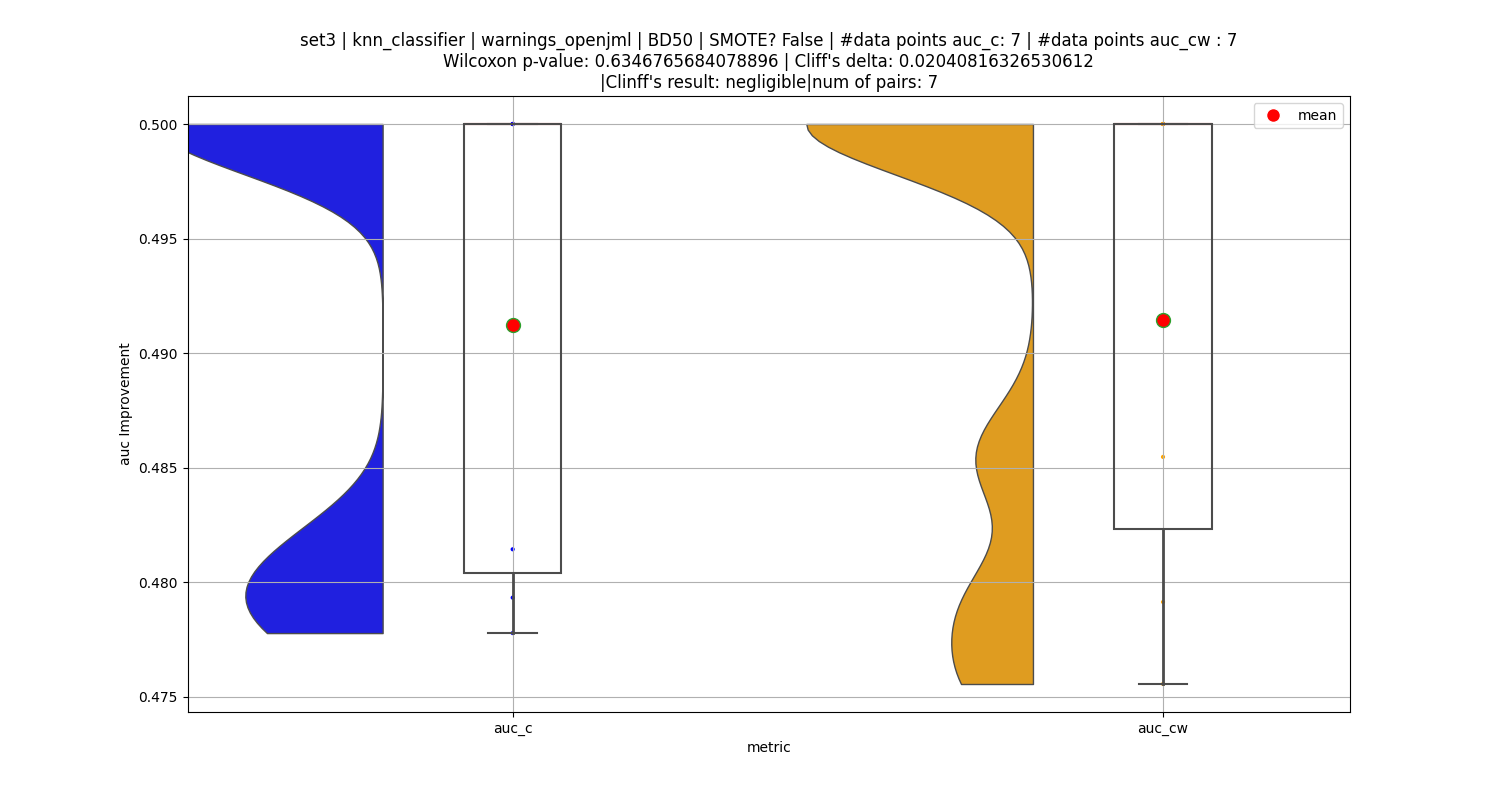 set3 | knn_classifier | warnings_openjml | BD50 | SMOTE? False | #data points auc_c: 7 | #data points auc_cw : 7
Wilcoxon p-value: 0.6346765684078896 | Cliff's delta: 0.02040816326530612
|Clinff's result: negligible|num of pairs: 7
mean
0.500
0.495
0.490
0.485
0.480
0.475
auc Improvement
auc_c
auc_cw
metric